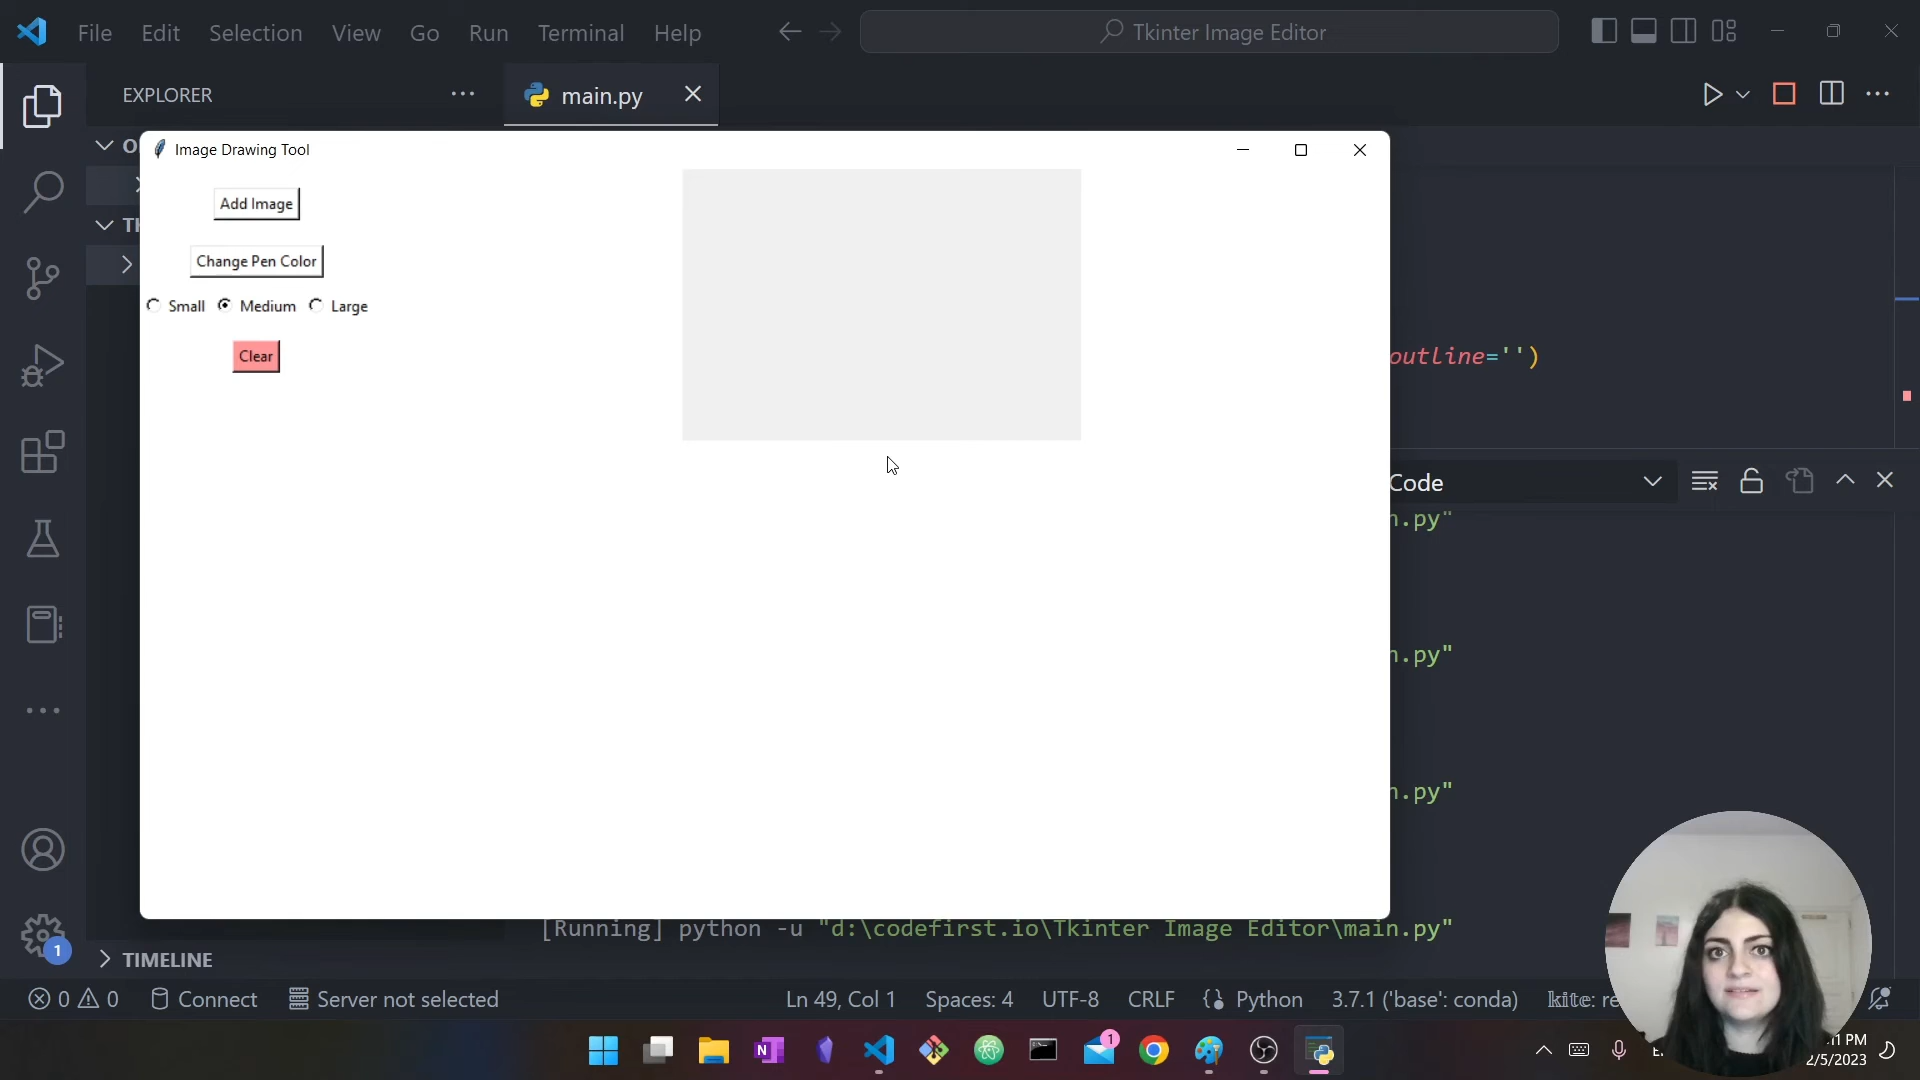 File Edit Selection View Go Run Terminal Help
Tkinter Image Editor
EXPLORER
main.py
Image Drawing Tool
Add Image
Change Pen Color
Small Medium Large
Clear
outline='')
Code
.py"
.py"
.py"
[Running] python -u "d:\codefirst.io\Tkinter Image Editor\main.py"
TIMELINE
1
0 0 Connect Server not selected
Ln 49, Col 1 Spaces: 4 UTF-8 CRLF Python 3.7.1 ('base': conda) kite:
1
PM
2/5/2023